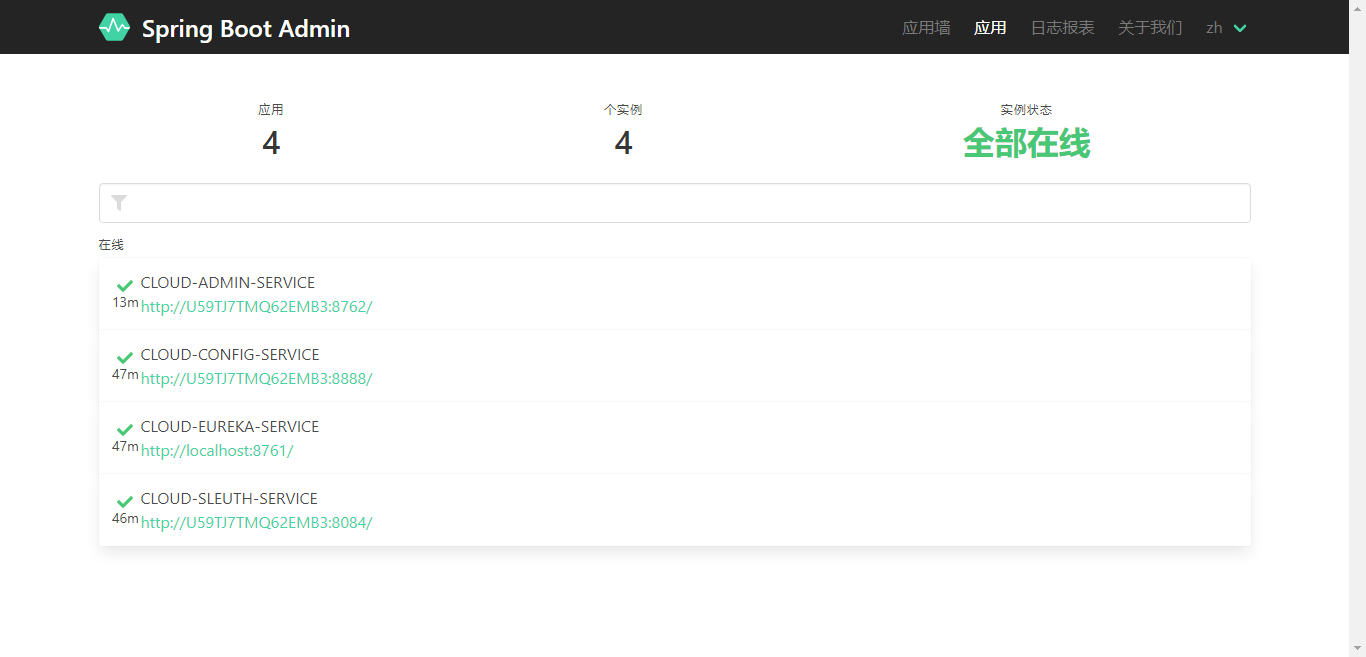 Spring Boot Admin
应用墙 应用 日志报表 关于我们 zh
应用 个实例 实例状态
4 4 全部在线
在线
CLOUD-ADMIN-SERVICE
13m http://U59TJ7TMQ62EMB3:8762/
CLOUD-CONFIG-SERVICE
47m http://U59TJ7TMQ62EMB3:8888/
CLOUD-EUREKA-SERVICE
47m http://localhost:8761/
CLOUD-SLEUTH-SERVICE
46m http://U59TJ7TMQ62EMB3:8084/